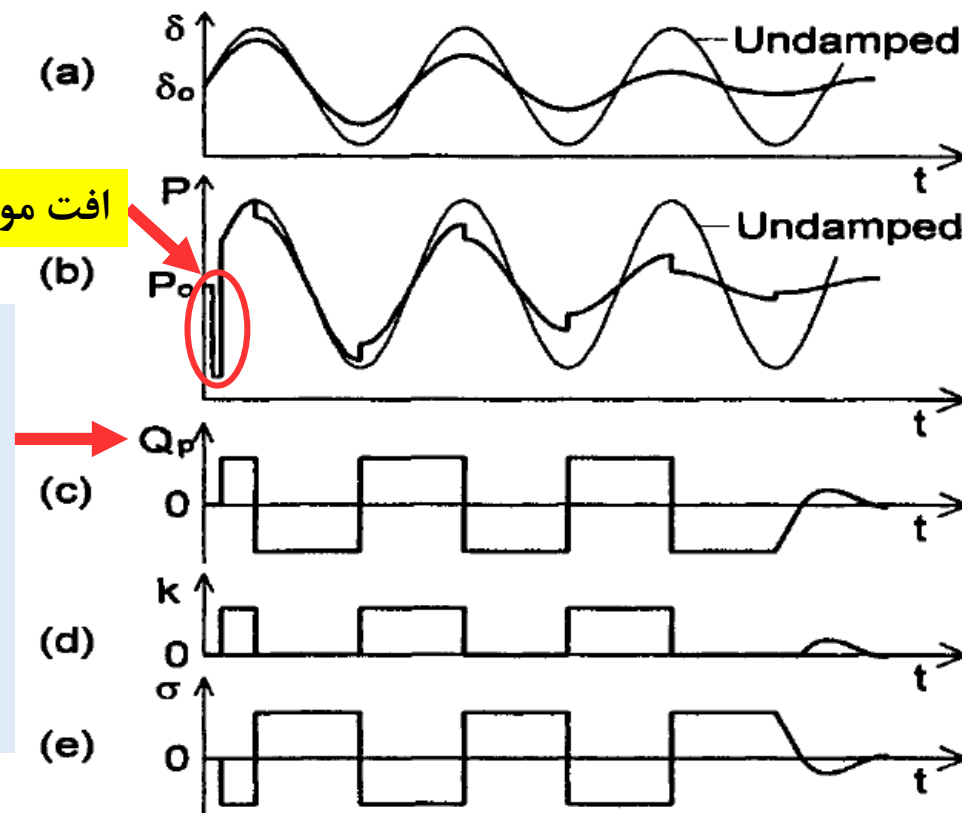 (a)
δ
δo
Undamped
t
افت مو
(b)
P
Po
Undamped
t
(c)
Qp
0
t
(d)
k
0
t
(e)
σ
0
t